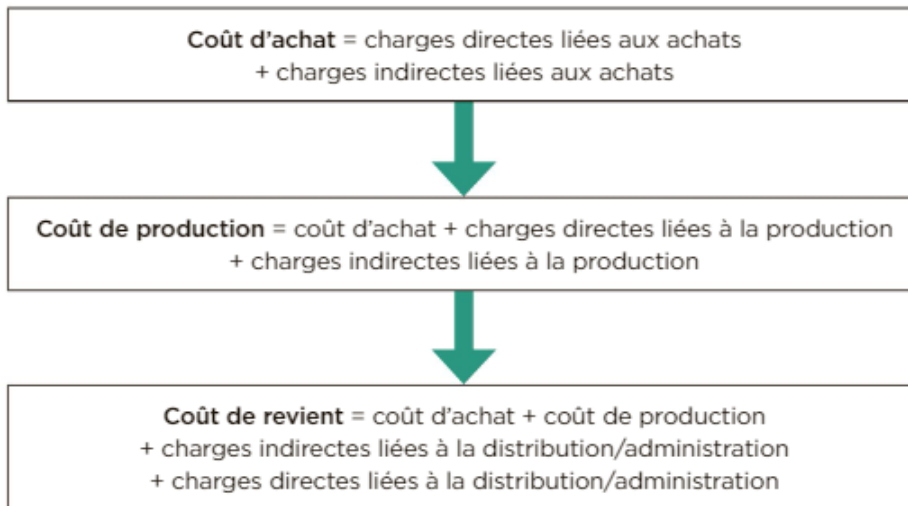 Coût d'achat = charges directes liées aux achats
+ charges indirectes liées aux achats
Coût de production = coût d'achat + charges directes liées à la production
+ charges indirectes liées à la production
Coût de revient = coût d'achat + coût de production
+ charges indirectes liées à la distribution/administration
+ charges directes liées à la distribution/administration